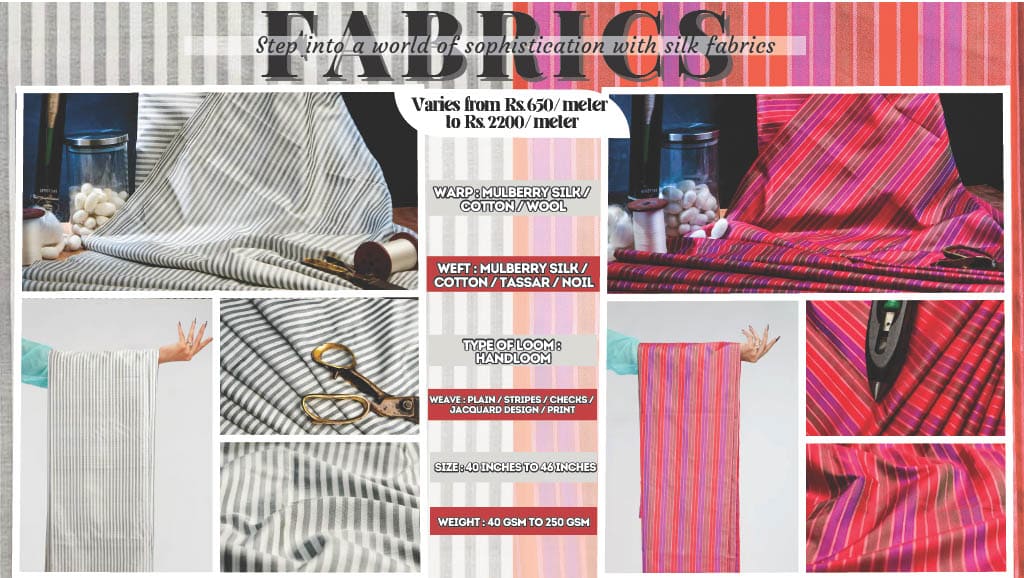 FABRICS
Step into a world of sophistication with silk fabrics
Varies from Rs.650/meter
to Rs.2200/meter
WARP : MULBERRY SILK /
COTTON / WOOL
WEFT : MULBERRY SILK /
COTTON / TASSAR / NOIL
TYPE OF LOOM :
HANDLOOM
WEAVE : PLAIN / STRIPES / CHECKS /
JACQUARD DESIGN / PRINT
SIZE : 40 INCHES TO 46 INCHES
WEIGHT : 40 GSM TO 250 GSM